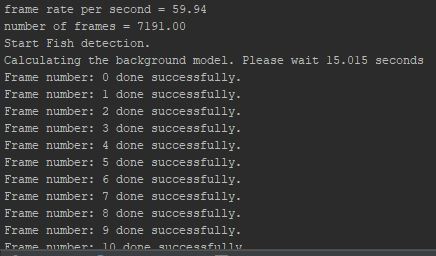 frame rate per second = 59.94
number of frames = 7191.00
Start Fish detection.
Calculating the background model. Please wait 15.015 seconds
Frame number: 0 done successfully.
Frame number: 1 done successfully.
Frame number: 2 done successfully.
Frame number: 3 done successfully.
Frame number: 4 done successfully.
Frame number: 5 done successfully.
Frame number: 6 done successfully.
Frame number: 7 done successfully.
Frame number: 8 done successfully.
Frame number: 9 done successfully.
Frame number: 10 done successfully